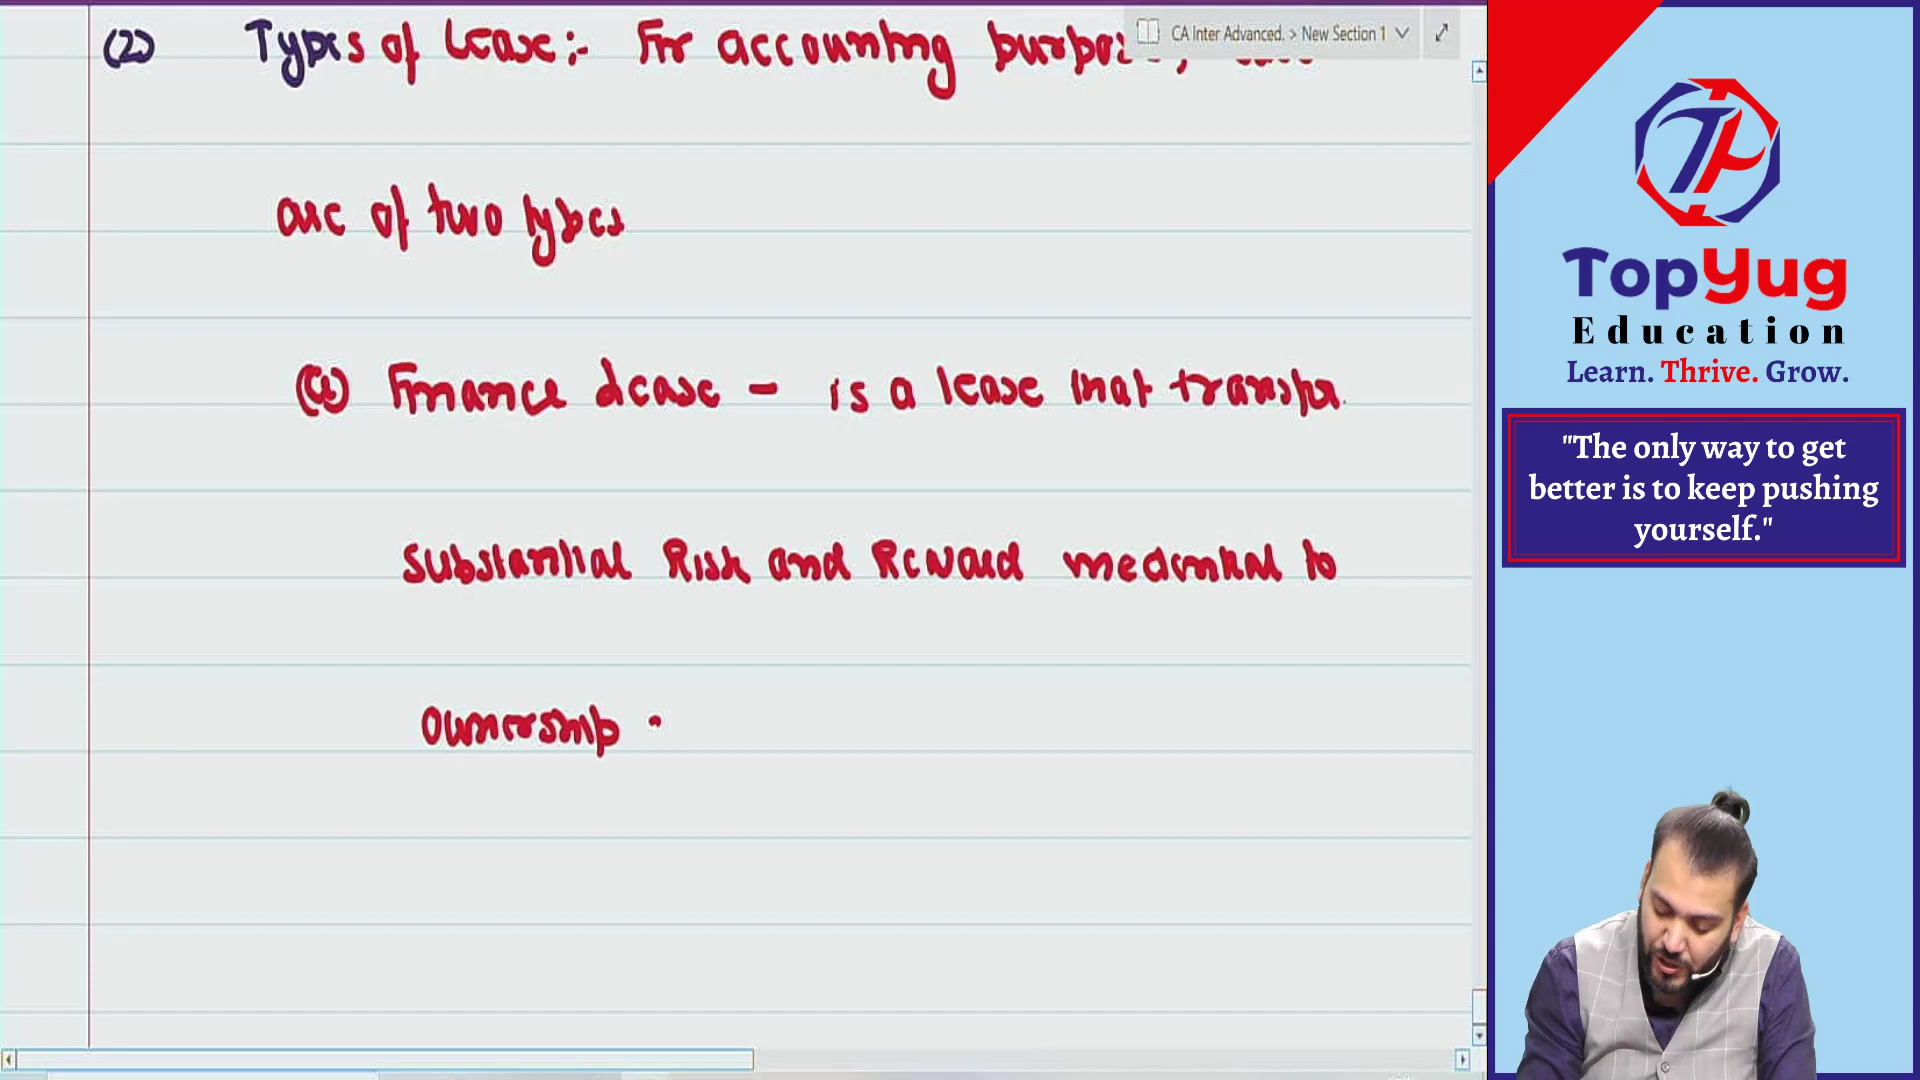 (2) Types of Lease:- For accounting purpose,
are of two types
(a) Finance Lease - is a lease that transfer
substantial Risk and Reward incidental to
ownership.
CA Inter Advanced. > New Section 1
TopYug
Education
Learn. Thrive. Grow.
"The only way to get
better is to keep pushing
yourself."